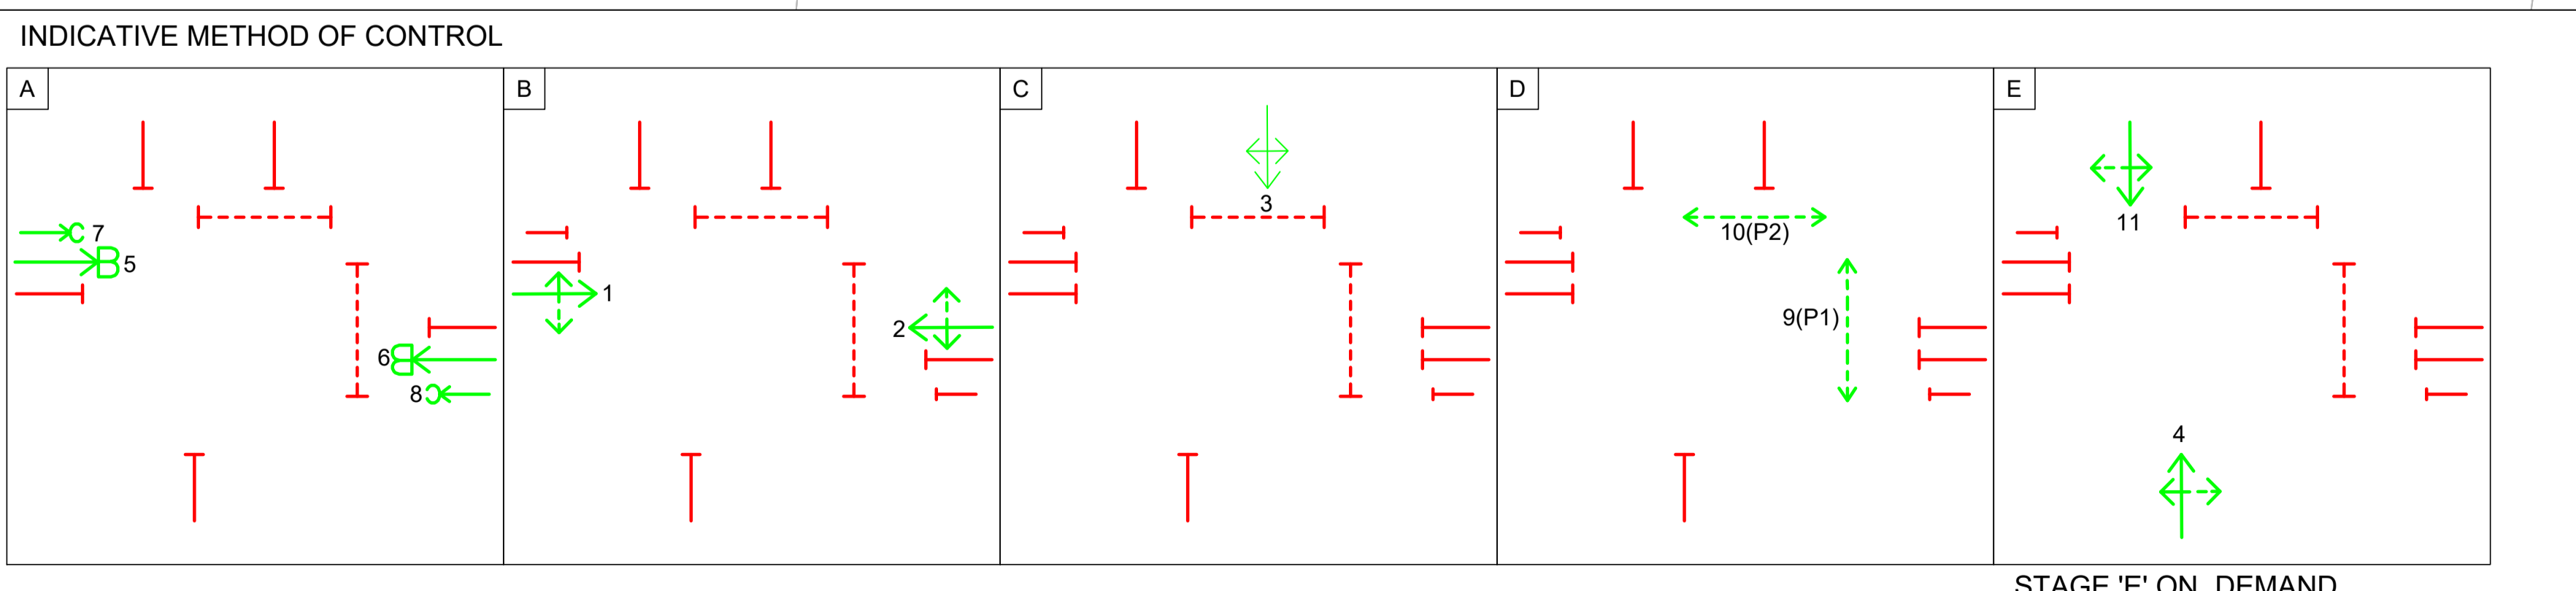 INDICATIVE METHOD OF CONTROL
A
C 7
B 5
6 B
8 C
B
1
2
C
3
D
10(P2)
9(P1)
E
11
4
STAGE 'E' ON DEMAND